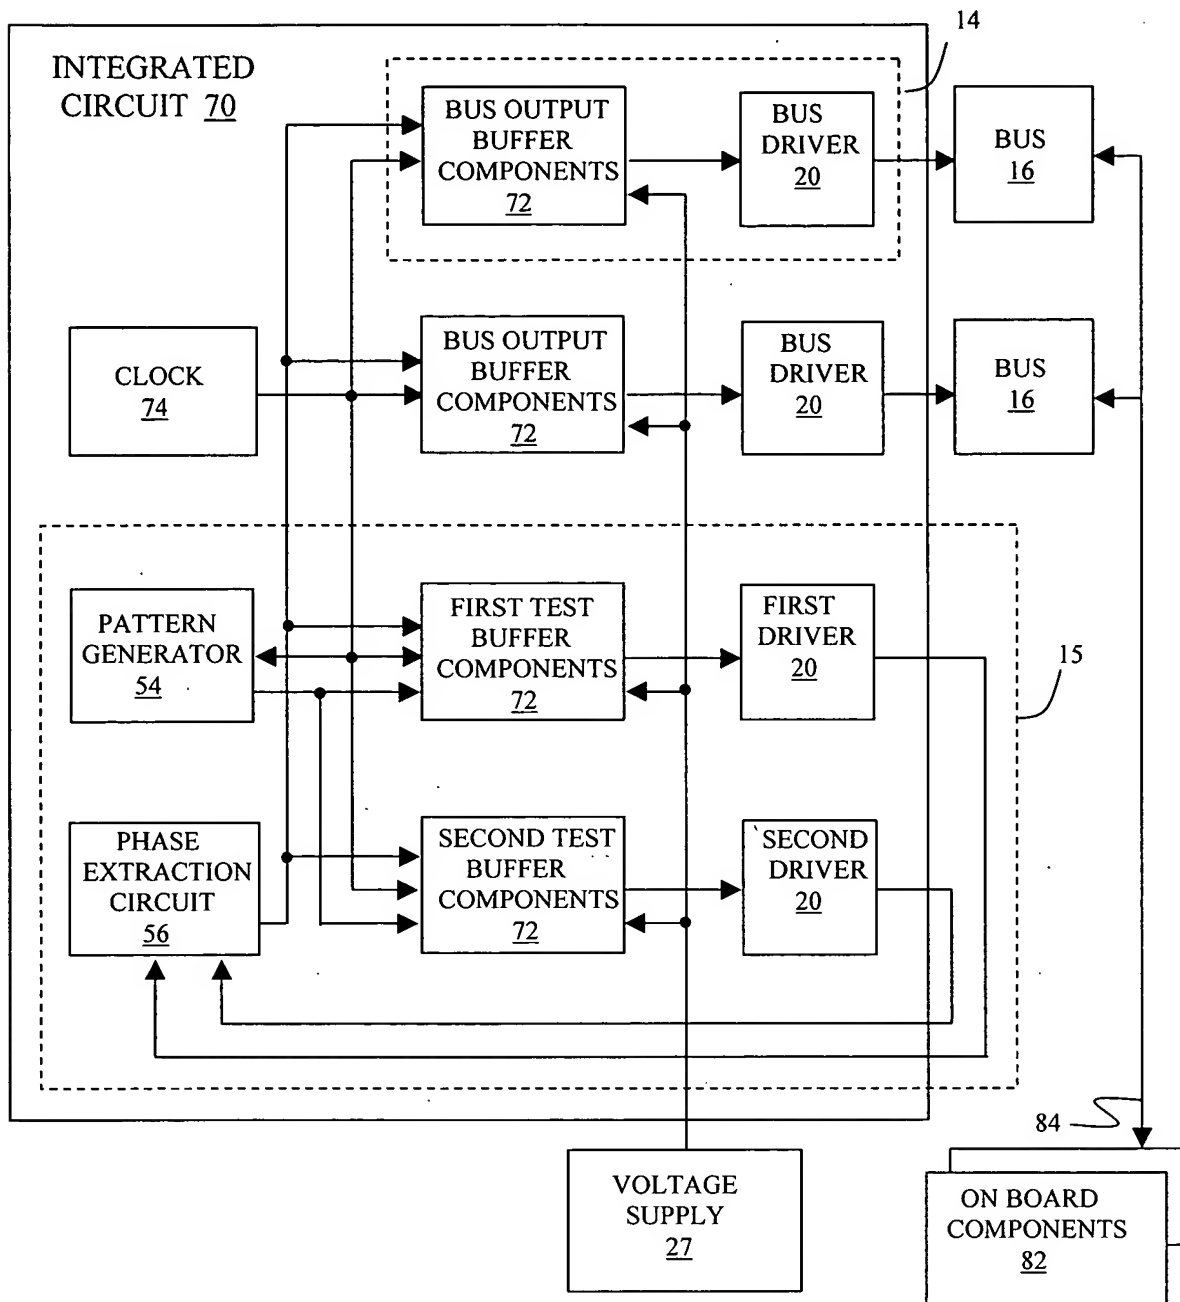 14
INTEGRATED
CIRCUIT 70
BUS OUTPUT
BUFFER
COMPONENTS
72
BUS
DRIVER
20
BUS
16
CLOCK
74
BUS OUTPUT
BUFFER
COMPONENTS
72
BUS
DRIVER
20
BUS
16
PATTERN
GENERATOR
54
FIRST TEST
BUFFER
COMPONENTS
72
FIRST
DRIVER
20
15
PHASE
EXTRACTION
CIRCUIT
56
SECOND TEST
BUFFER
COMPONENTS
72
SECOND
DRIVER
20
84
VOLTAGE
SUPPLY
27
ON BOARD
COMPONENTS
82